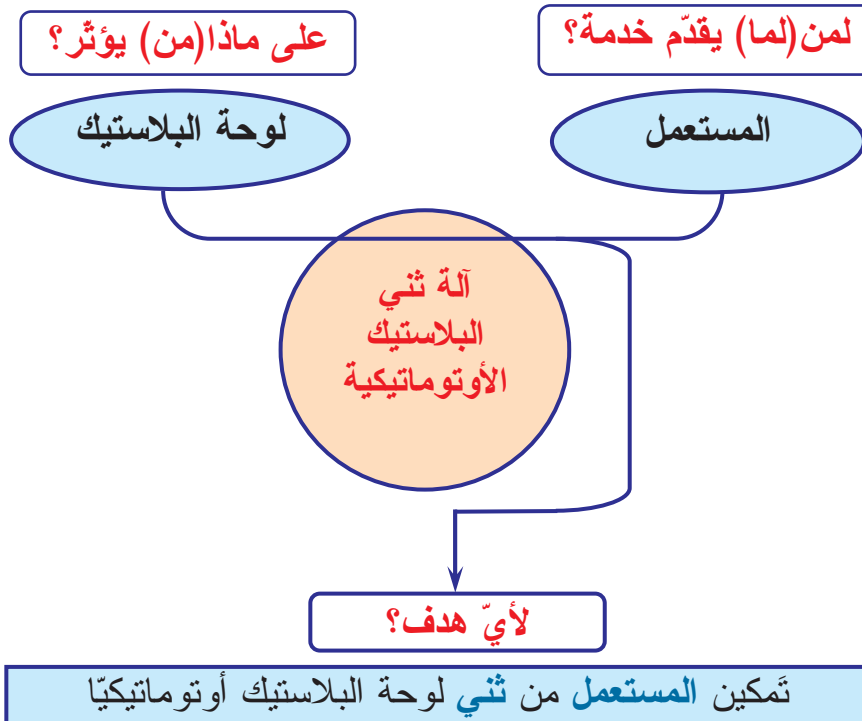 لمن(لما) يقدّم خدمة؟
على ماذا(من) يؤثّر؟
المستعمل
لوحة البلاستيك
آلة ثني
البلاستيك
الأوتوماتيكية
لأيّ هدف؟
تَمكين المستعمل من ثني لوحة البلاستيك أوتوماتيكيّا